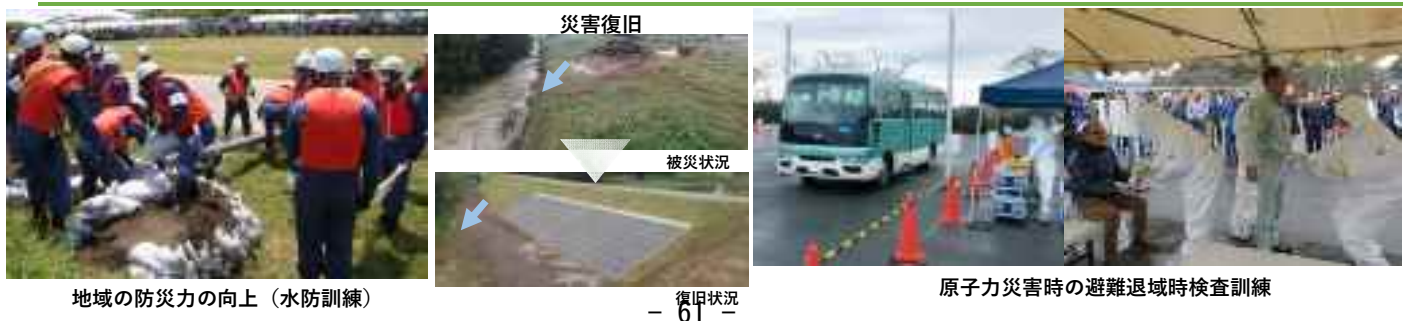 災害復旧
被災状況
復旧状況
地域の防災力の向上（水防訓練）
原子力災害時の避難退域時検査訓練
－ 61 －